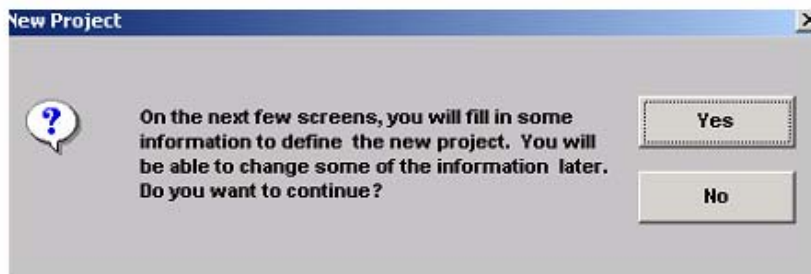 New Project
On the next few screens, you will fill in some
information to define the new project. You will
be able to change some of the information later.
Do you want to continue?
Yes
No